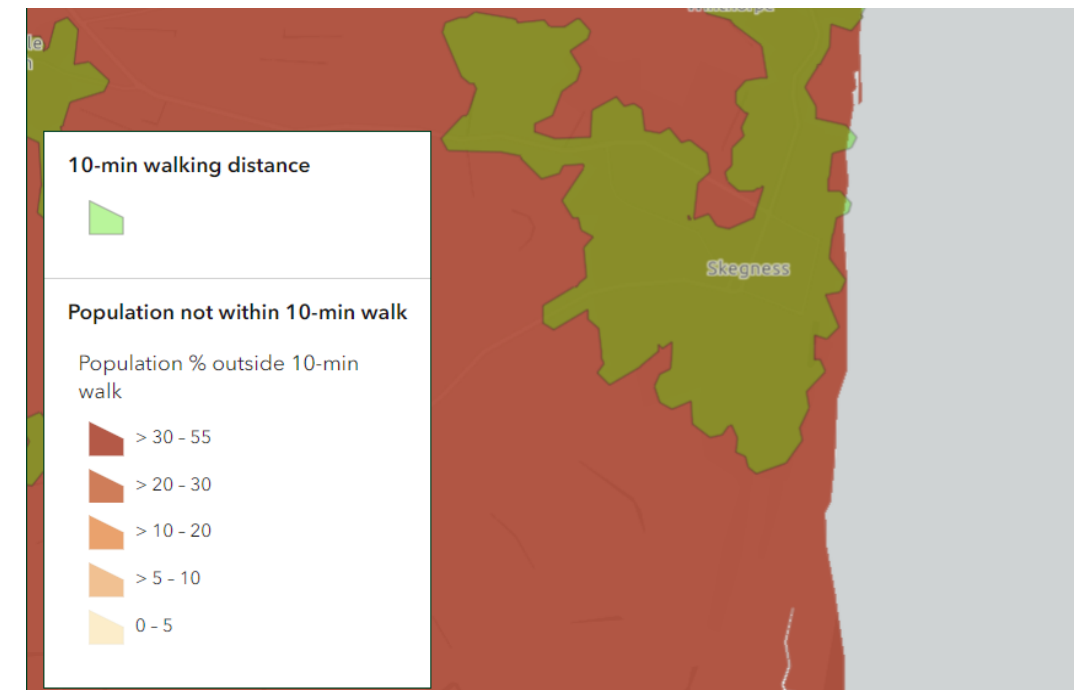 10-min walking distance
Population not within 10-min walk
Population % outside 10-min
walk
> 30 - 55
> 20 - 30
> 10 - 20
> 5 - 10
0 - 5
Skegness